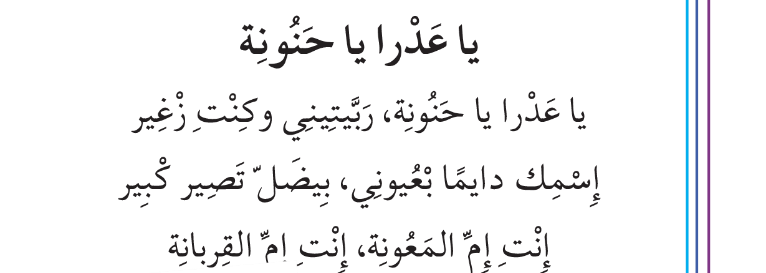 يا عَدْرا يا حَنُونِة
يا عَدْرا يا حَنُونِة، رَبَّيتِينِي وكِنْتِ زْغِير
إِسْمِك دايمًا بْعُيونِي، بِيضَلّ تَصِير كْبِير
إِنْتِ إِمِّ المَعُونِة، إِنْتِ إِمِّ القِربانِة